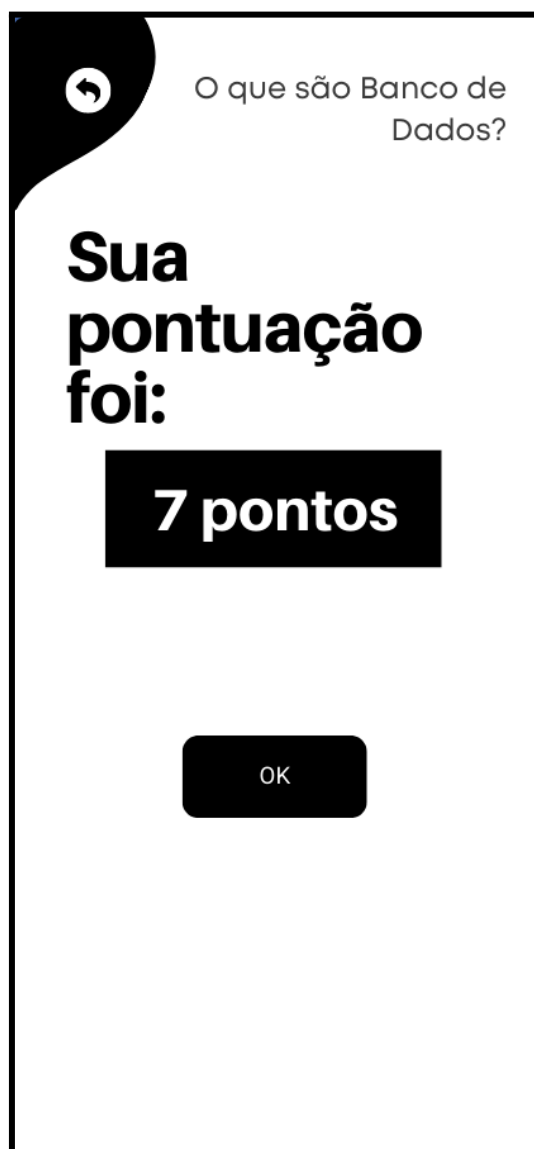 O que são Banco de
Dados?
Sua
pontuação
foi:
7 pontos
OK